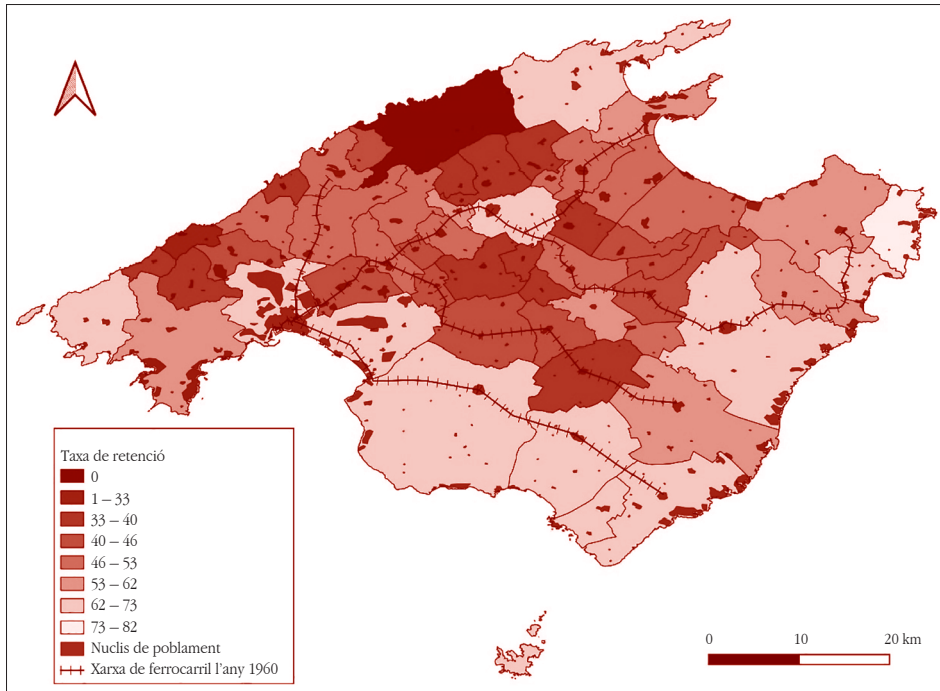 Taxa de retenció
0
1 – 33
33 – 40
40 – 46
46 – 53
53 – 62
62 – 73
73 – 82
Nuclis de poblament
Xarxa de ferrocarril l'any 1960
0 10 20 km